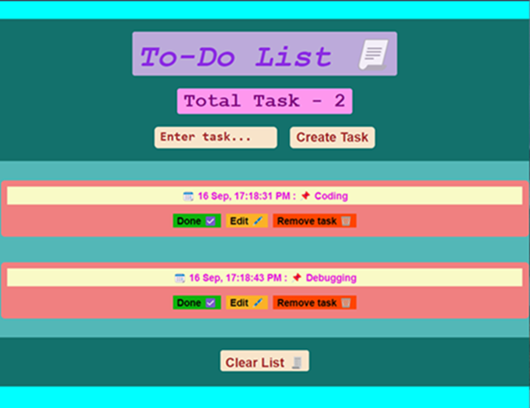 To-Do List
Total Task - 2
Enter task... Create Task
16 Sep, 17:18:31 PM : Coding
Done Edit Remove task
16 Sep, 17:18:43 PM : Debugging
Done Edit Remove task
Clear List